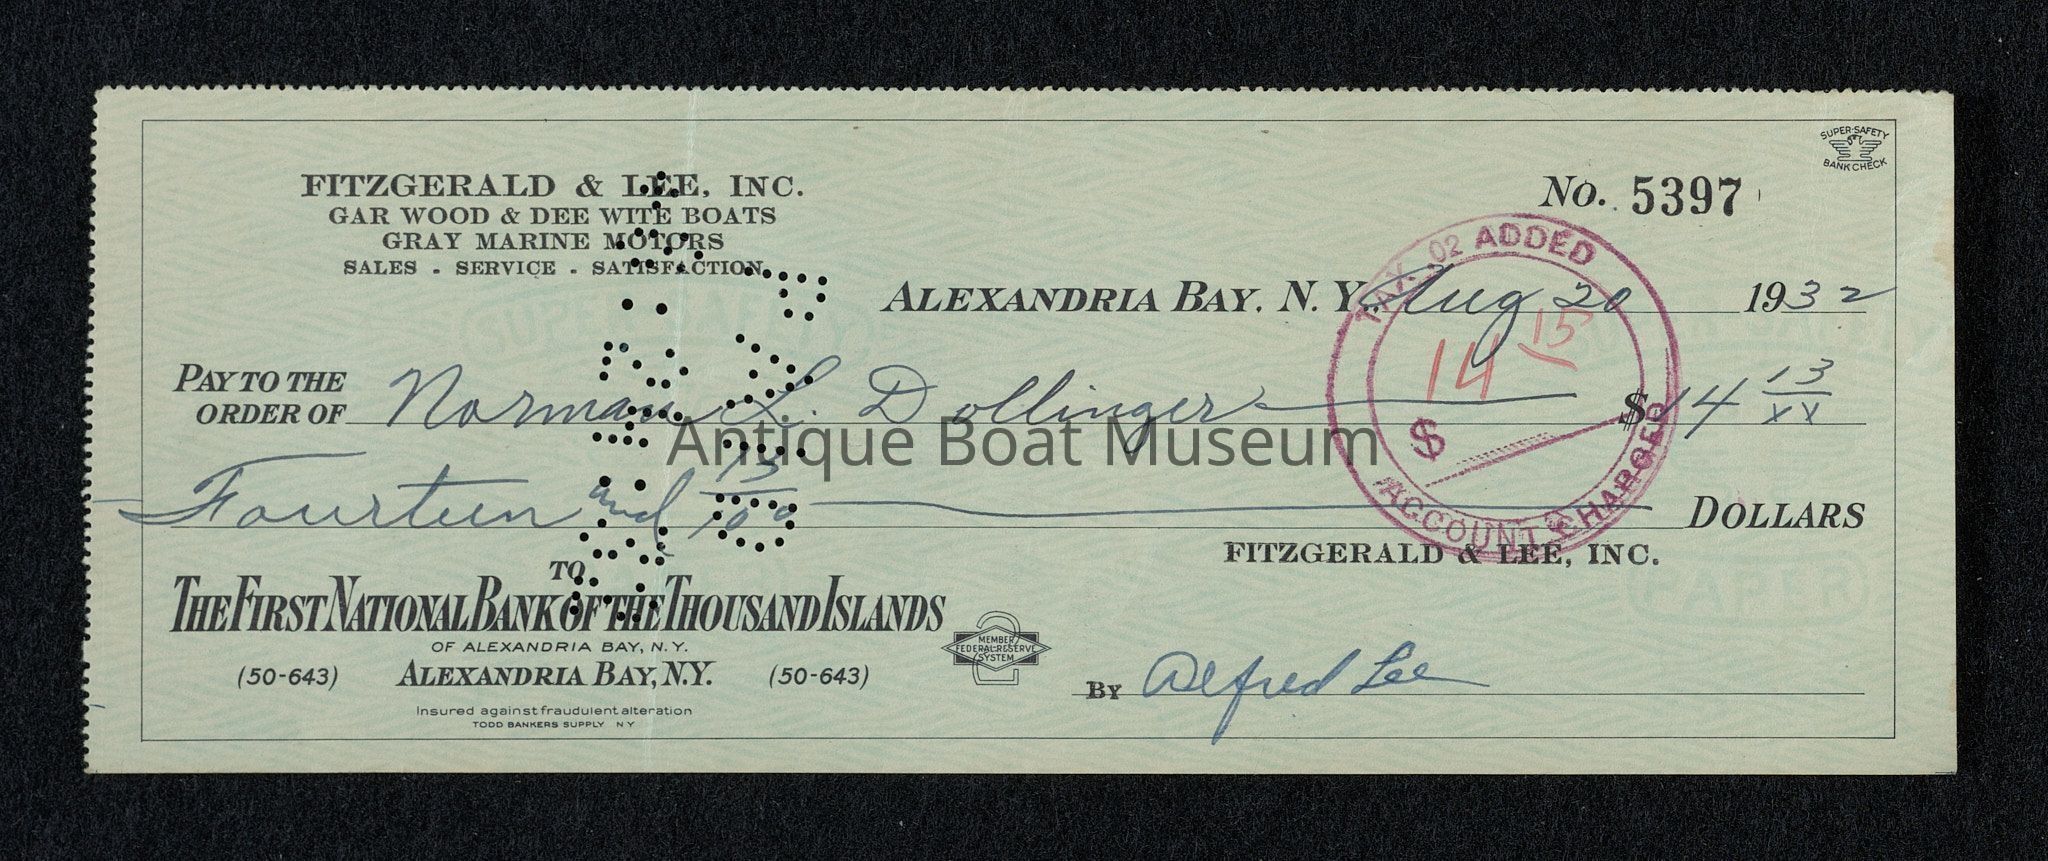 SUPER-SAFETY
BANK CHECK
FITZGERALD & LEE, INC.
GAR WOOD & DEE WITE BOATS
GRAY MARINE MOTORS
SALES . SERVICE . SATISFACTION
No. 5397
ALEXANDRIA BAY, N. Y. Aug 20 1932
TAX .02 ADDED
14 15
$
ACCOUNT CHARGED
PAY TO THE
ORDER OF Norman L. Dollinger $ 14 13/xx
Antique Boat Museum
Fourteen and 13/100 DOLLARS
FITZGERALD & LEE, INC.
TO
THE FIRST NATIONAL BANK OF THE THOUSAND ISLANDS
OF ALEXANDRIA BAY, N.Y.
(50-643) ALEXANDRIA BAY, N.Y. (50-643)
MEMBER
FEDERAL RESERVE
SYSTEM
2
By Alfred Lee
Insured against fraudulent alteration
TODD BANKERS SUPPLY N Y